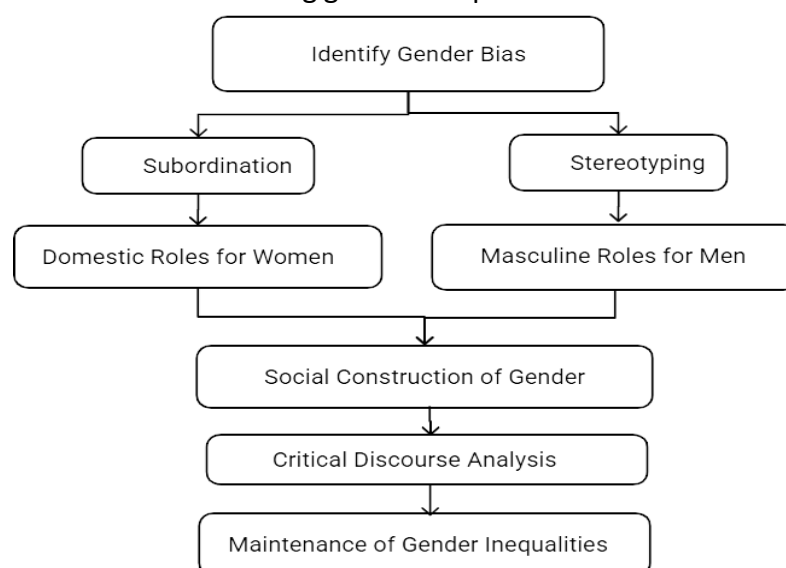 Identify Gender Bias
Subordination
Stereotyping
Domestic Roles for Women
Masculine Roles for Men
Social Construction of Gender
Critical Discourse Analysis
Maintenance of Gender Inequalities